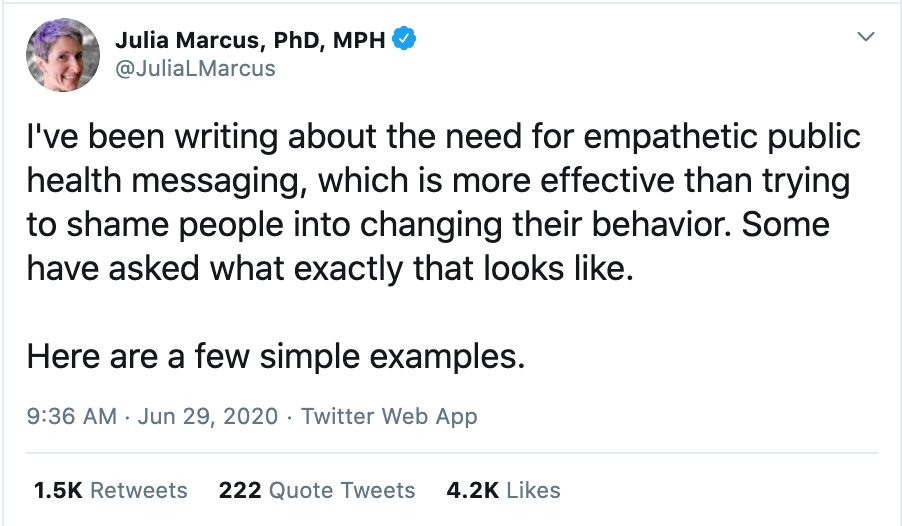 Julia Marcus, PhD, MPH
@JuliaLMarcus
I've been writing about the need for empathetic public
health messaging, which is more effective than trying
to shame people into changing their behavior. Some
have asked what exactly that looks like.
Here are a few simple examples.
9:36 AM · Jun 29, 2020 · Twitter Web App
1.5K Retweets 222 Quote Tweets 4.2K Likes